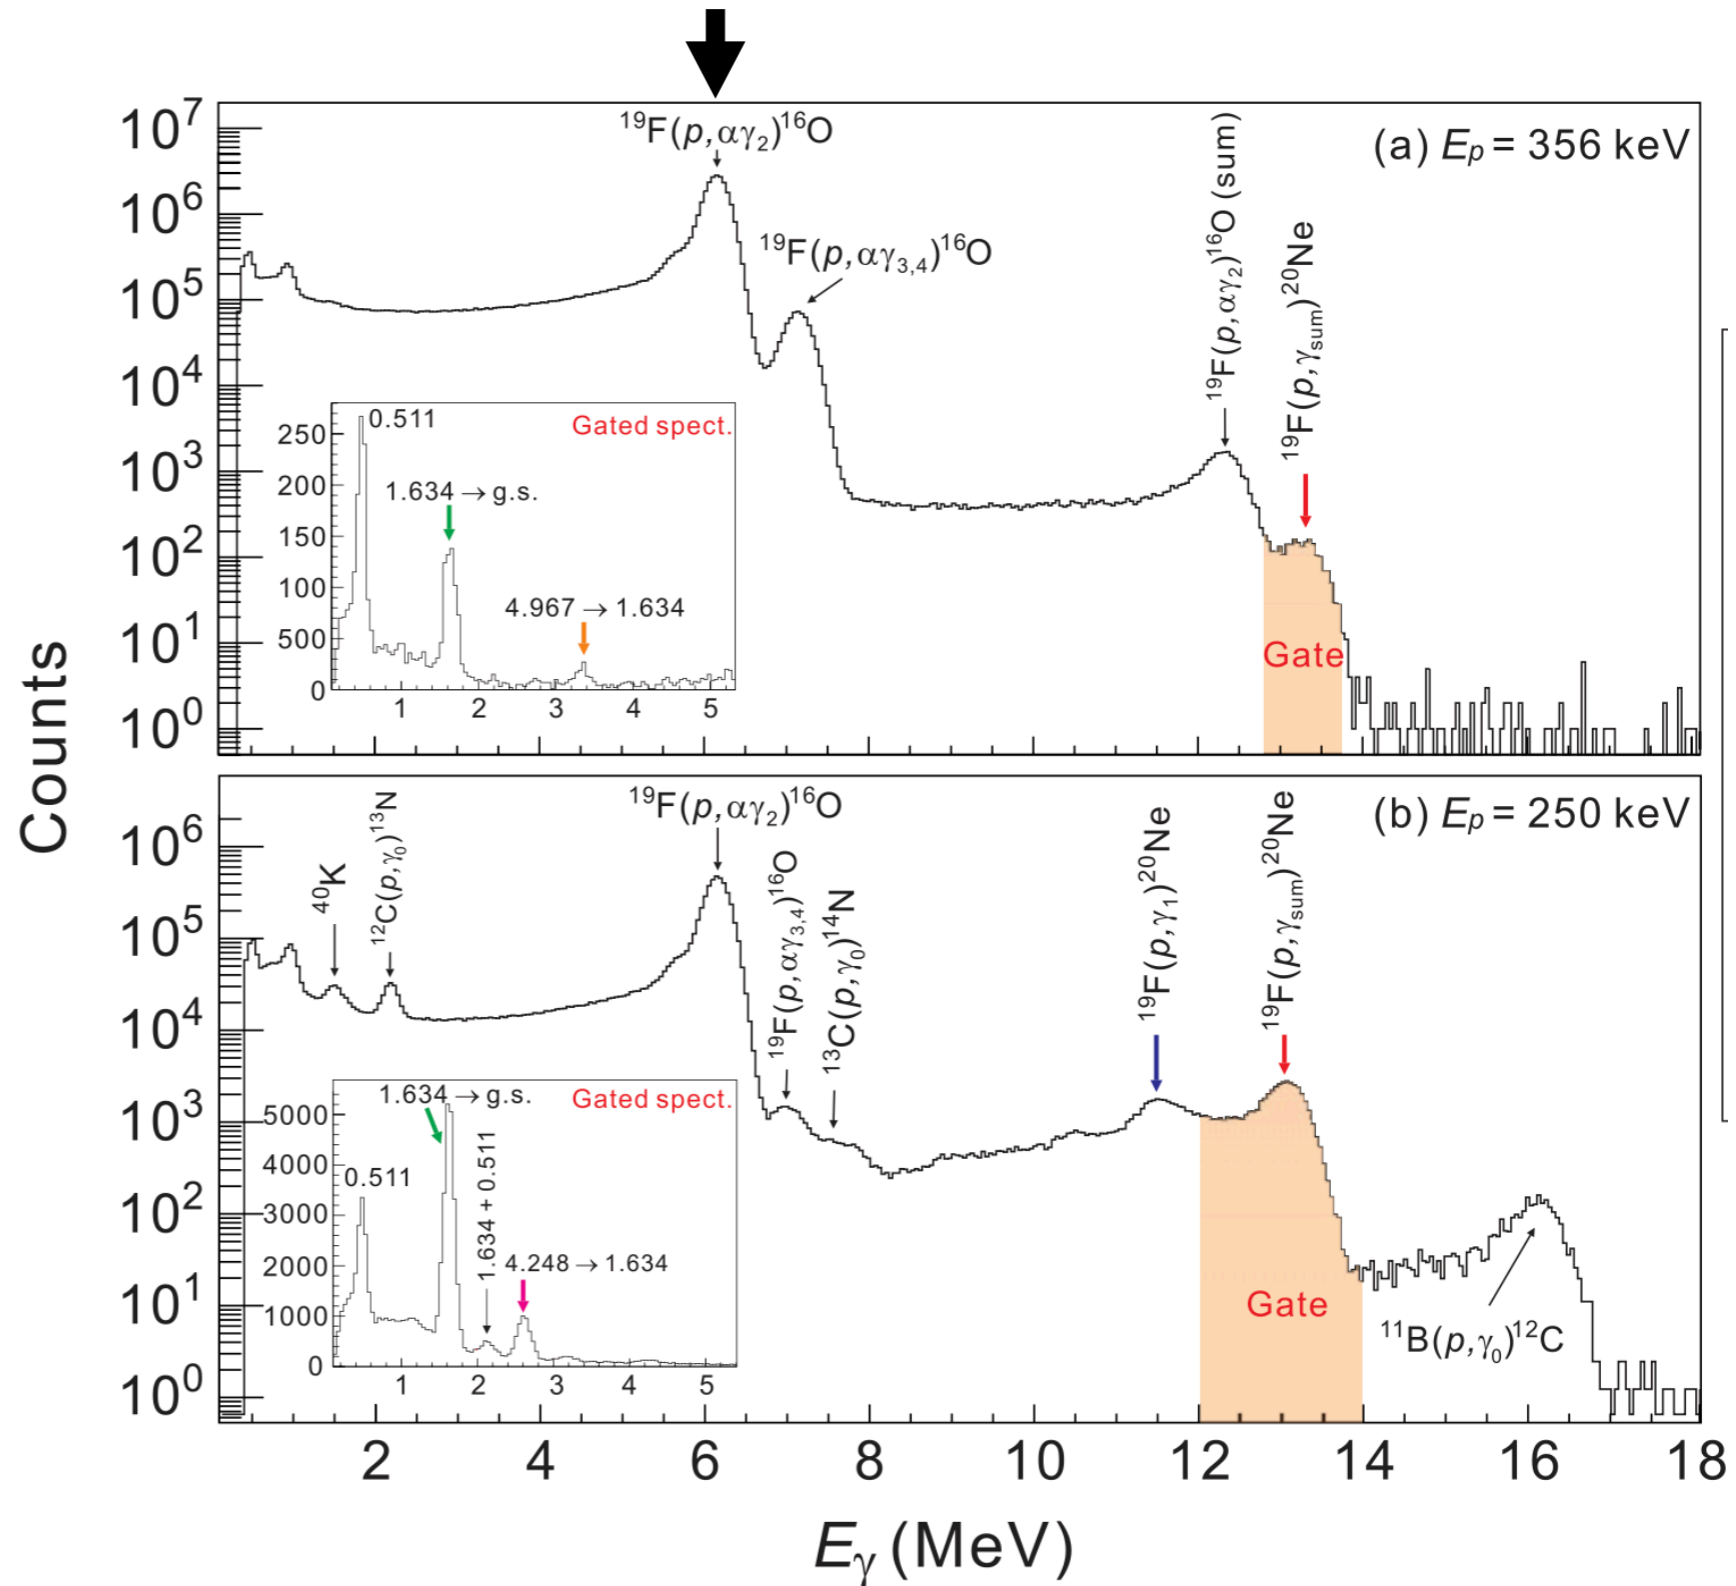 (a) Eₚ = 356 keV
Counts
10⁷
10⁶
10⁵
10⁴
10³
10²
10¹
10⁰
¹⁹F(p,αγ₂)¹⁶O
¹⁹F(p,αγ₃,₄)¹⁶O
¹⁹F(p,αγ₂)¹⁶O (sum)
¹⁹F(p,γsum)²⁰Ne
Gate
Gated spect.
0.511
1.634 → g.s.
4.967 → 1.634
250
200
150
100
500
0
1 2 3 4 5
(b) Eₚ = 250 keV
10⁶
10⁵
10⁴
10³
10²
10¹
10⁰
⁴⁰K
¹²C(p,γ₀)¹³N
¹⁹F(p,αγ₂)¹⁶O
¹⁹F(p,αγ₃,₄)¹⁶O
¹³C(p,γ₀)¹⁴N
¹⁹F(p,γ₁)²⁰Ne
¹⁹F(p,γsum)²⁰Ne
¹¹B(p,γ₀)¹²C
Gate
Gated spect.
1.634 → g.s.
0.511
1.634 + 0.511
4.248 → 1.634
5000
4000
3000
2000
1000
0
1 2 3 4 5
2 4 6 8 10 12 14 16 18
Eγ (MeV)